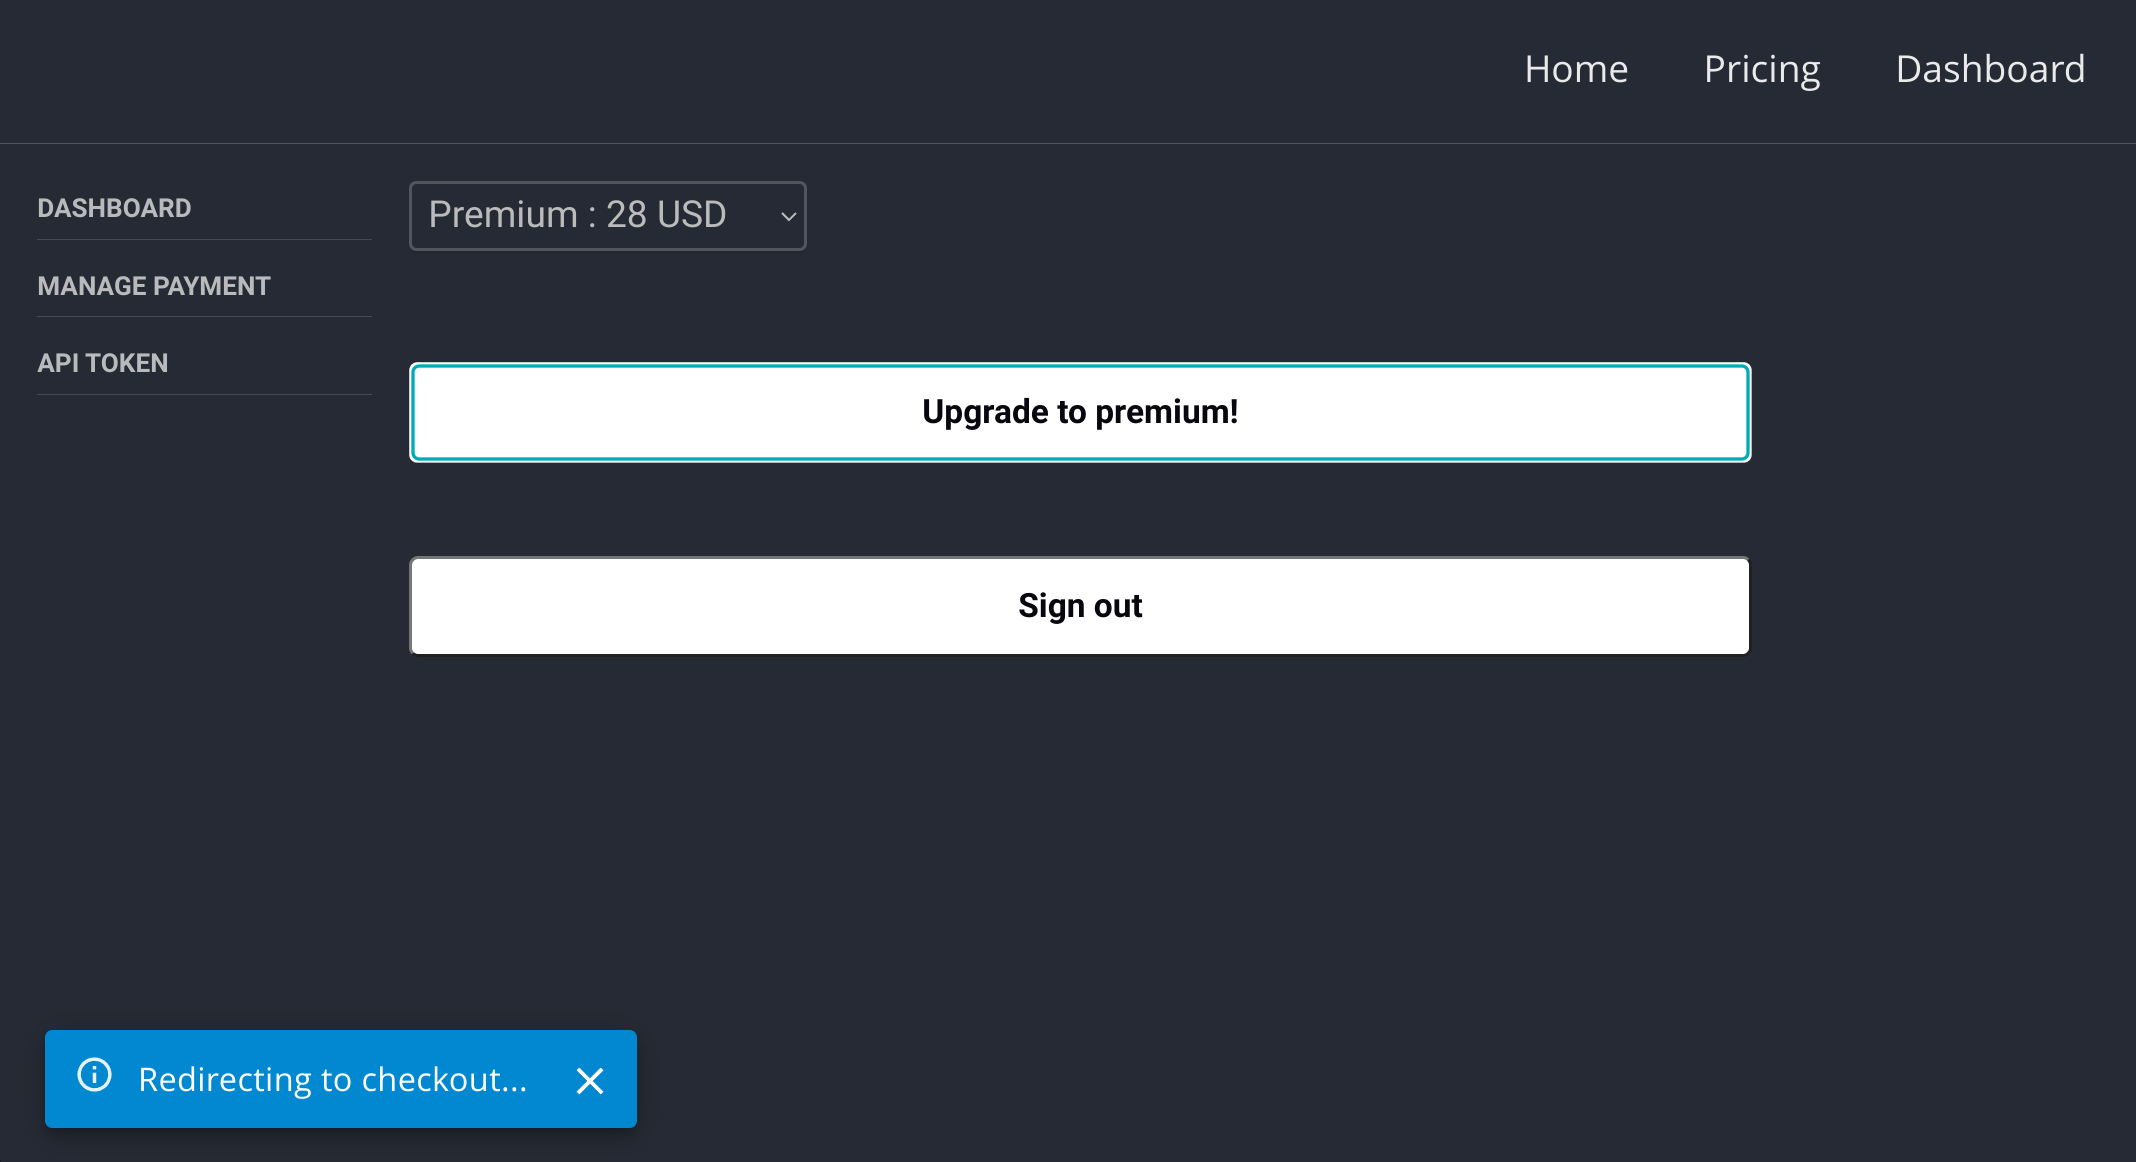 Home Pricing Dashboard
DASHBOARD
MANAGE PAYMENT
API TOKEN
Premium : 28 USD
Upgrade to premium!
Sign out
Redirecting to checkout...